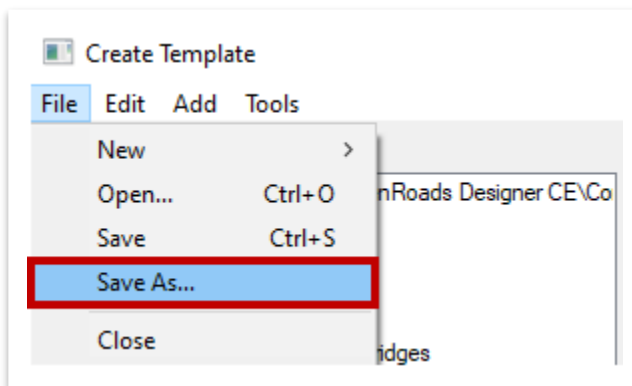 Create Template
File Edit Add Tools
New >
Open... Ctrl+O nRoads Designer CE\Co
Save Ctrl+S
Save As...
Close
idges